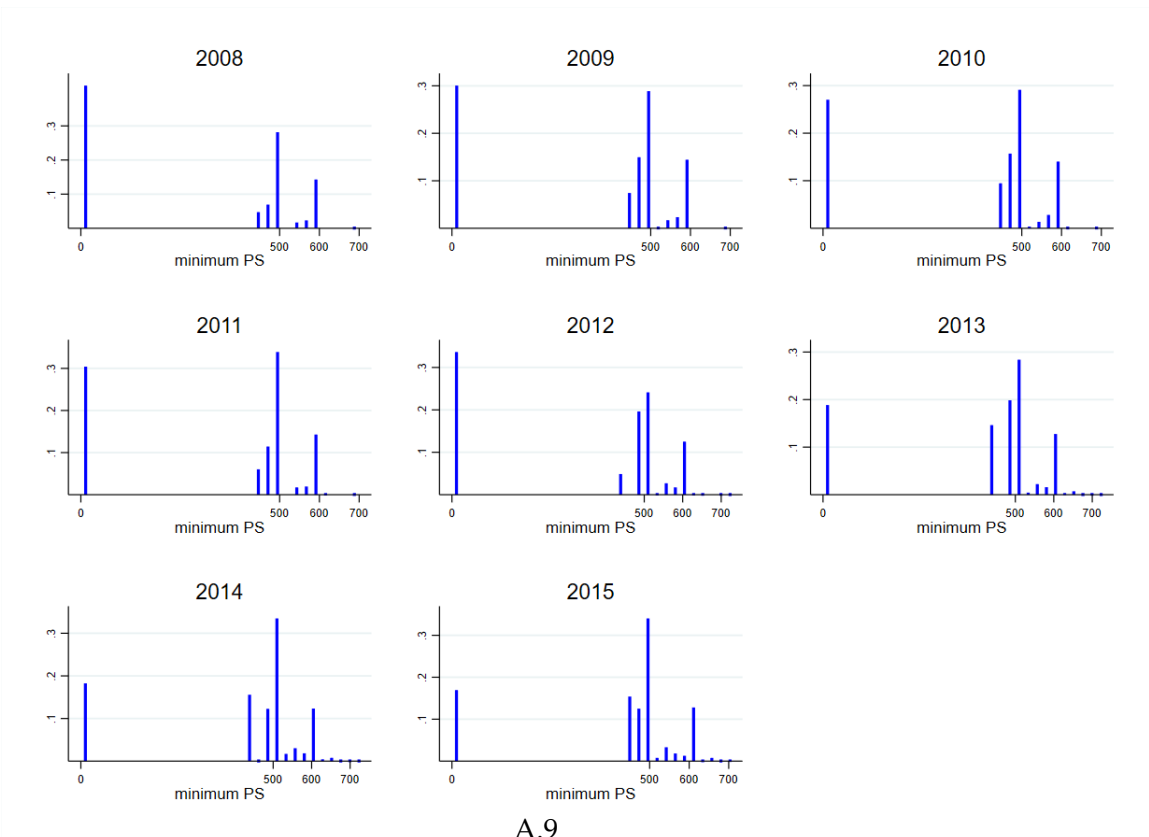 2008 2009 2010
.1 .2 .3 .1 .2 .3 .1 .2 .3
0 500 600 700 0 500 600 700 0 500 600 700
minimum PS minimum PS minimum PS
2011 2012 2013
.1 .2 .3 .1 .2 .3 .1 .2 .3
0 500 600 700 0 500 600 700 0 500 600 700
minimum PS minimum PS minimum PS
2014 2015
.1 .2 .3 .1 .2 .3
0 500 600 700 0 500 600 700
minimum PS minimum PS
A.9